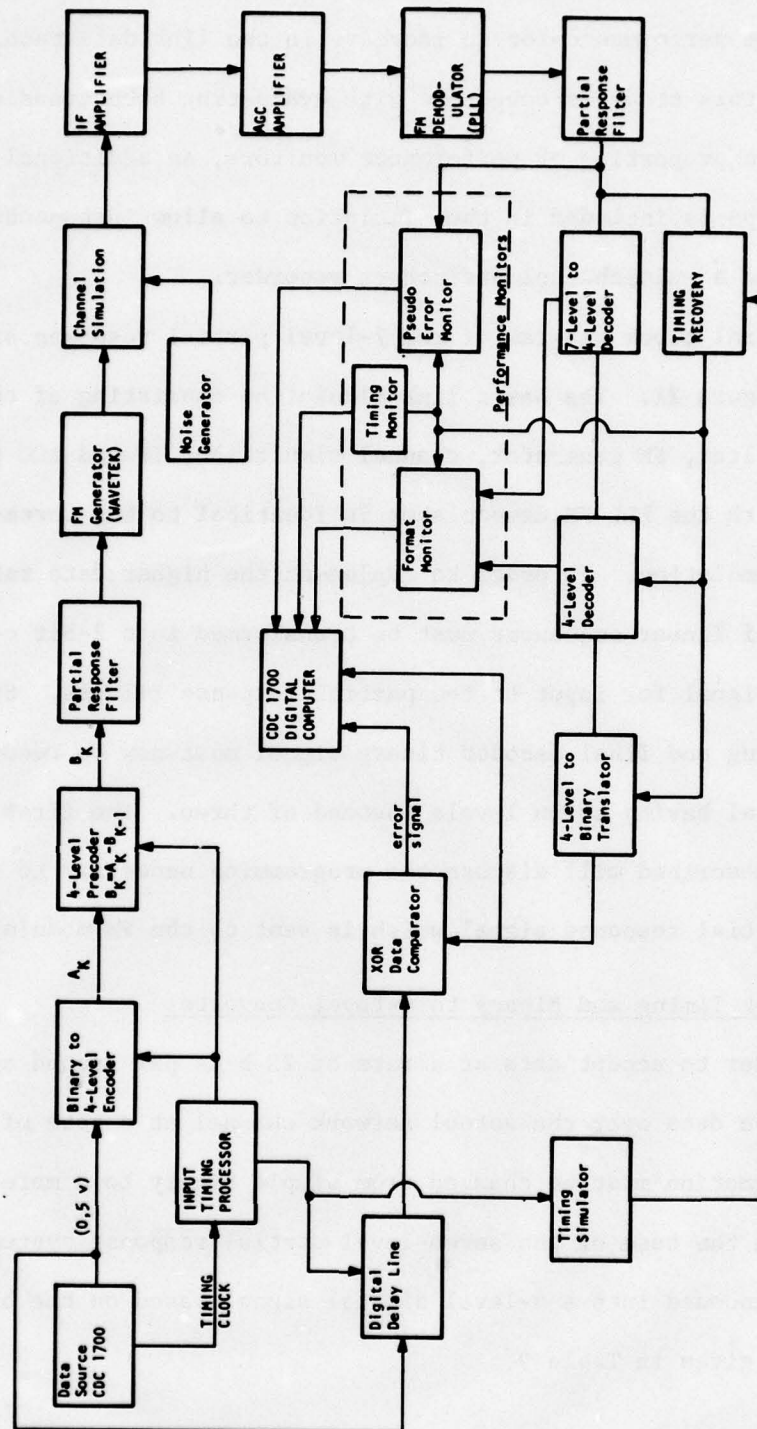 Data
Source
CDC 1700
(0,5 v)
TIMING
CLOCK
Binary to
4-Level
Encoder
A_K
INPUT
TIMING
PROCESSOR
4-Level
Precoder
B_K=A_K-B_K-1
B_K
Partial
Response
Filter
FM
Generator
(WAVETEK)
Channel
Simulation
Noise
Generator
IF
AMPLIFIER
AGC
AMPLIFIER
FM
DEMOD-
ULATOR
(PLL)
Partial
Response
Filter
CDC 1700
DIGITAL
COMPUTER
Timing
Monitor
Format
Monitor
Pseudo
Error
Monitor
Performance Monitors
error
signal
XOR
Data
Comparator
Digital
Delay Line
Timing
Simulator
4-Level to
Binary
Translator
4-Level
Decoder
7-Level to
4-Level
Decoder
TIMING
RECOVERY